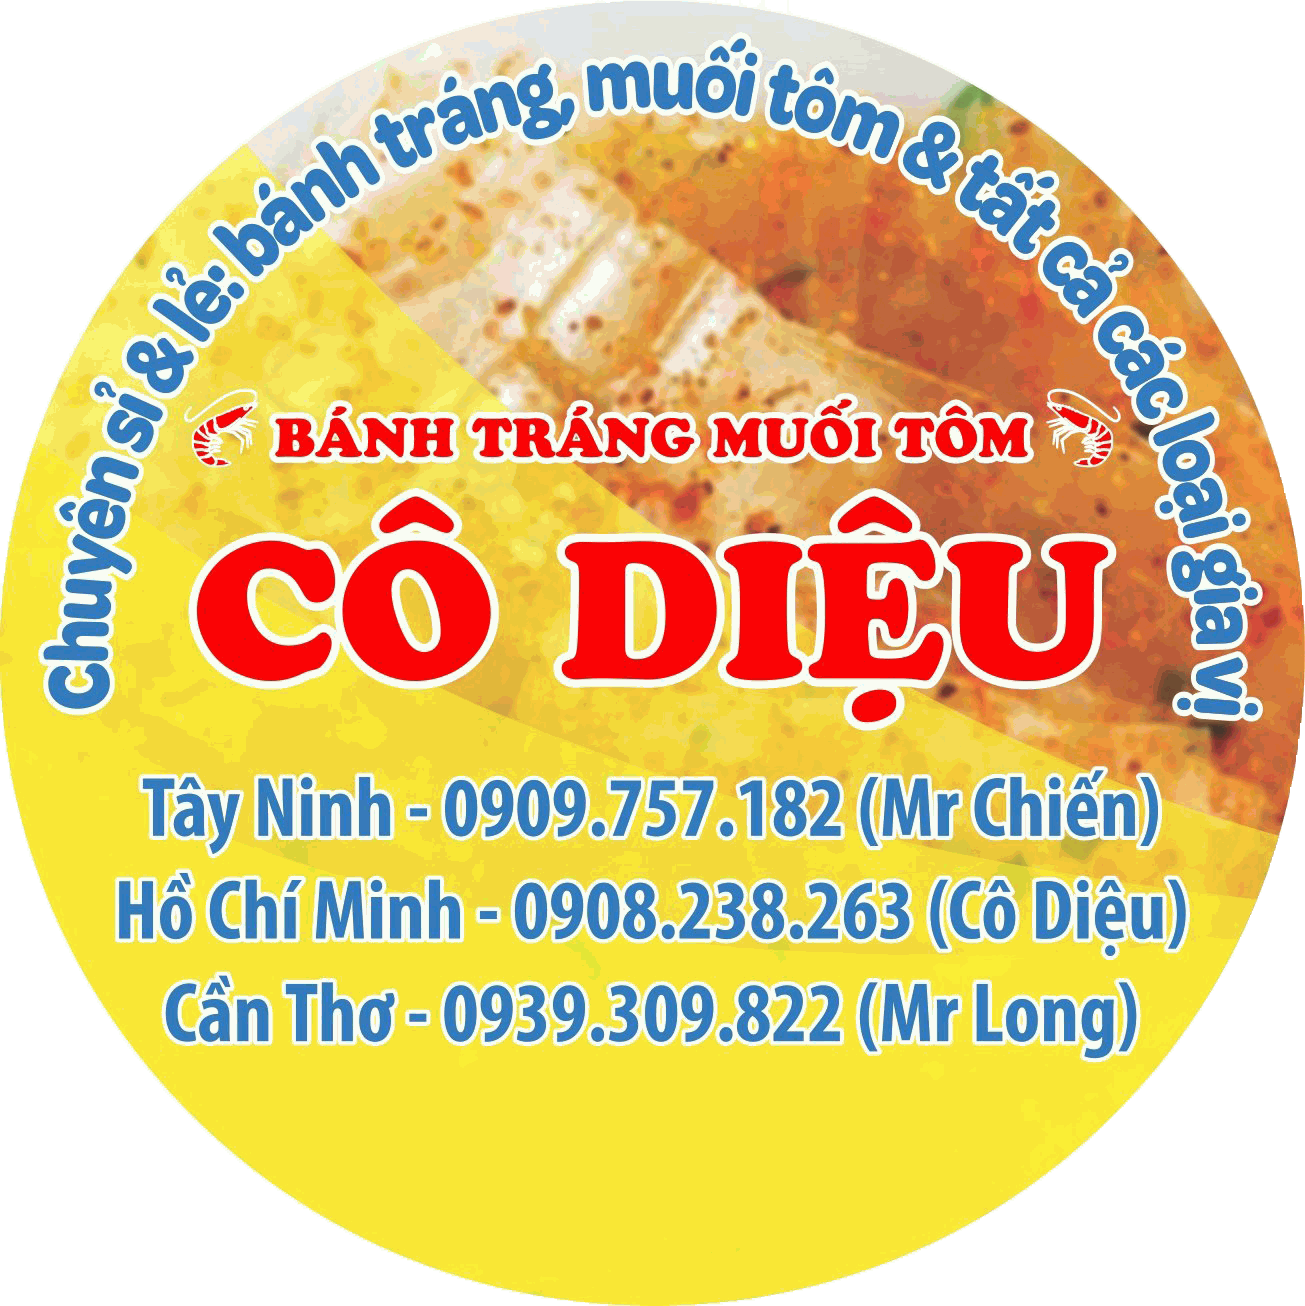 Chuyên sỉ & lẻ: bánh tráng, muối tôm & tất cả các loại gia vị
BÁNH TRÁNG MUỐI TÔM
CÔ DIỆU
Tây Ninh - 0909.757.182 (Mr Chiến)
Hồ Chí Minh - 0908.238.263 (Cô Diệu)
Cần Thơ - 0939.309.822 (Mr Long)